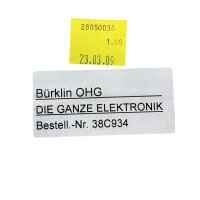 28050038
1.00
23.03.09
Bürklin OHG
DIE GANZE ELEKTRONIK
Bestell.-Nr. 38C934